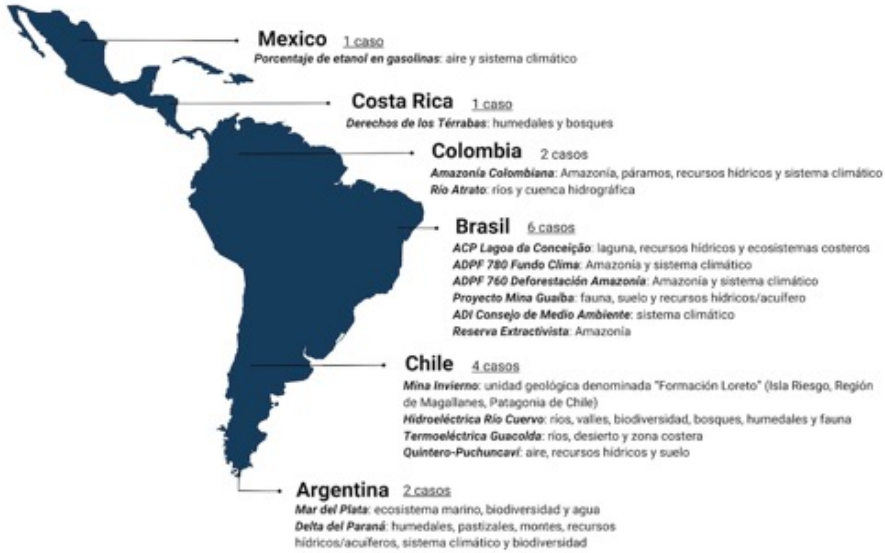 Mexico 1 caso
Porcentaje de etanol en gasolinas: aire y sistema climático
Costa Rica 1 caso
Derechos de los Térrabas: humedales y bosques
Colombia 2 casos
Amazonía Colombiana: Amazonía, páramos, recursos hídricos y sistema climático
Río Atrato: ríos y cuenca hidrográfica
Brasil 6 casos
ACP Lagoa da Conceição: laguna, recursos hídricos y ecosistemas costeros
ADPF 780 Fundo Clima: Amazonía y sistema climático
ADPF 760 Deforestación Amazonía: Amazonía y sistema climático
Proyecto Mina Guaíba: fauna, suelo y recursos hídricos/acuífero
ADI Consejo de Medio Ambiente: sistema climático
Reserva Extractivista: Amazonía
Chile 4 casos
Mina Invierno: unidad geológica denominada "Formación Loreto" (Isla Riesgo, Región
de Magallanes, Patagonia de Chile)
Hidroeléctrica Río Cuervo: ríos, valles, biodiversidad, bosques, humedales y fauna
Termoeléctrica Guacolda: ríos, desierto y zona costera
Quintero-Puchuncaví: aire, recursos hídricos y suelo
Argentina 2 casos
Mar del Plata: ecosistema marino, biodiversidad y agua
Delta del Paraná: humedales, pastizales, montes, recursos
hídricos/acuíferos, sistema climático y biodiversidad